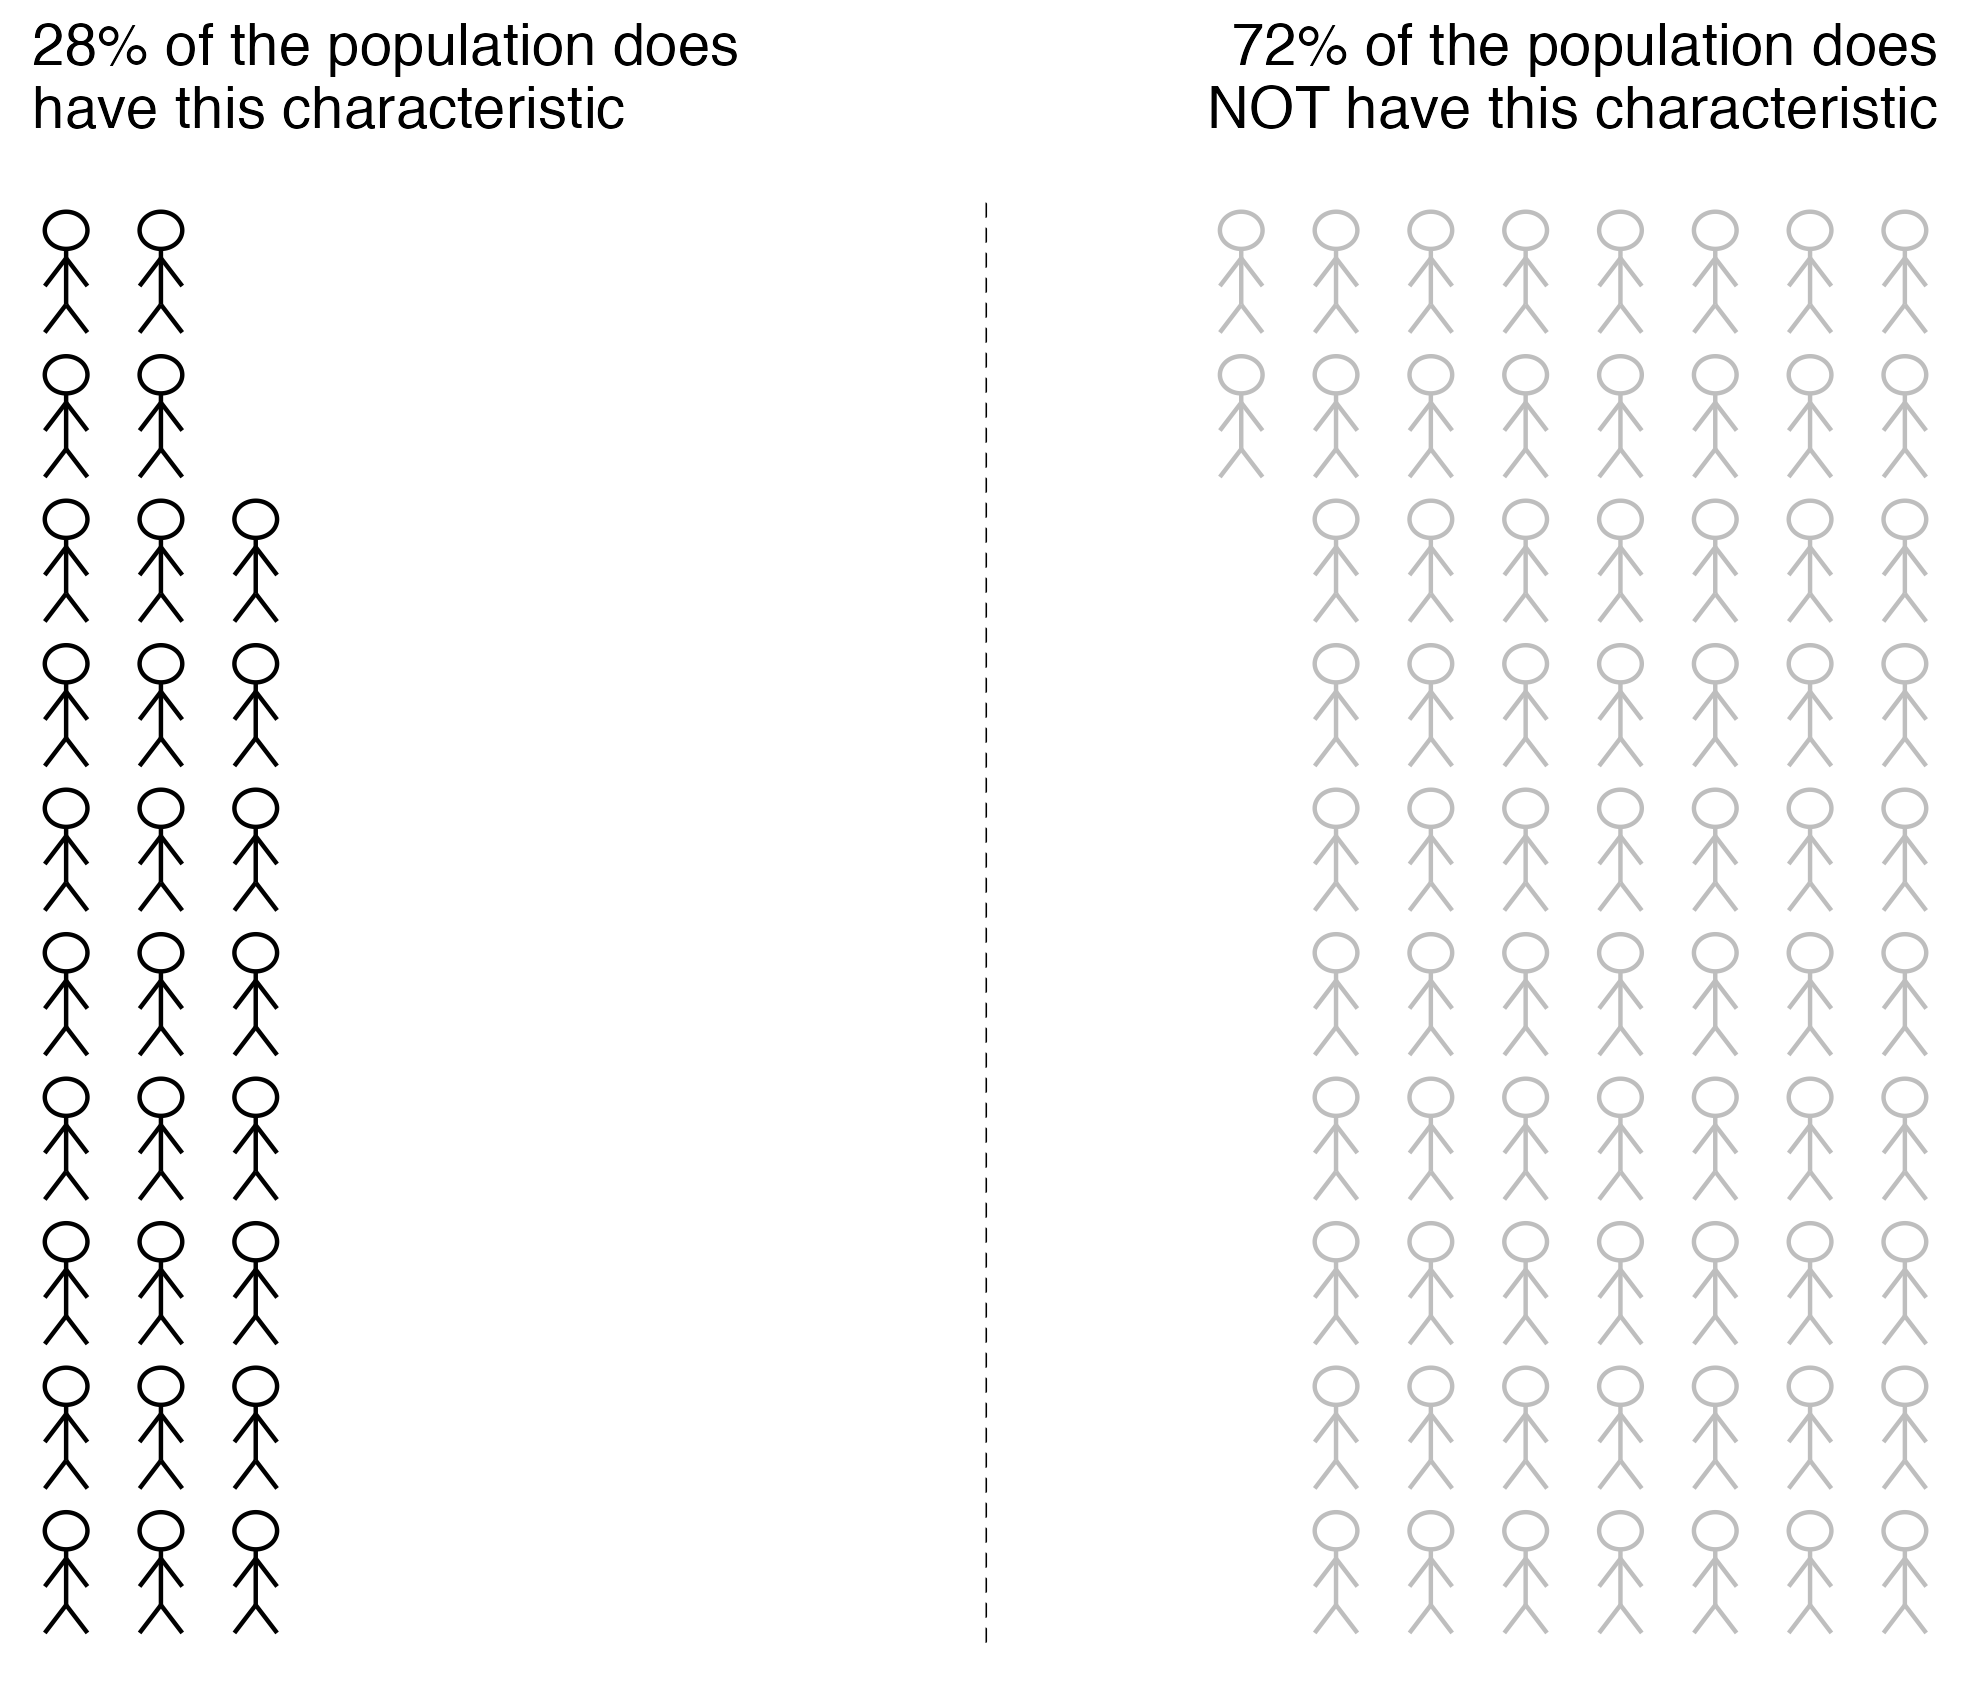 28% of the population does
have this characteristic
72% of the population does
NOT have this characteristic